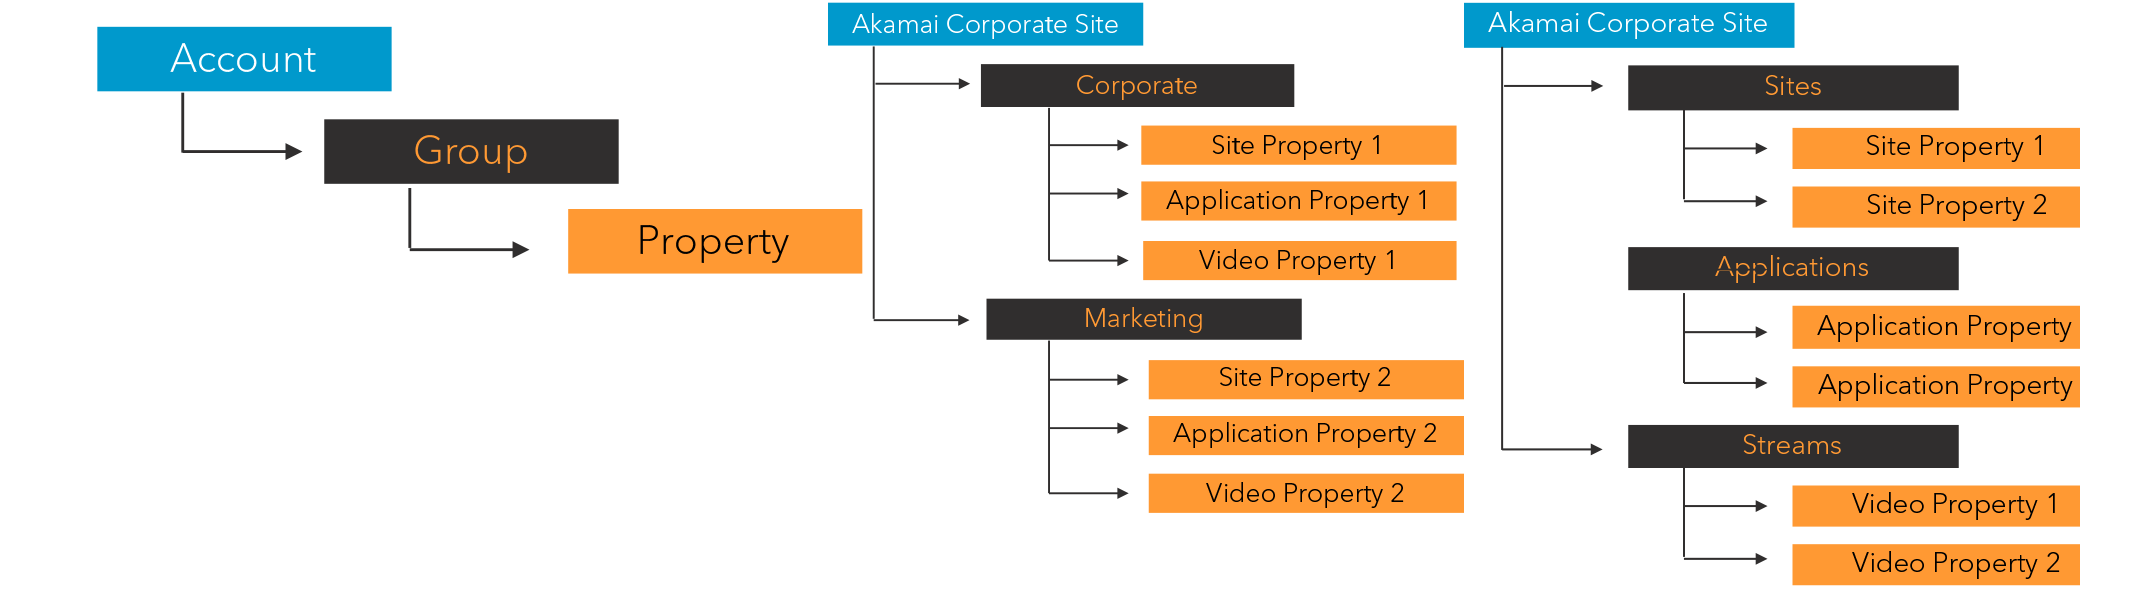 Account
Group
Property
Akamai Corporate Site
Corporate
Site Property 1
Application Property 1
Video Property 1
Marketing
Site Property 2
Application Property 2
Video Property 2
Akamai Corporate Site
Sites
Site Property 1
Site Property 2
Applications
Application Property
Application Property
Streams
Video Property 1
Video Property 2